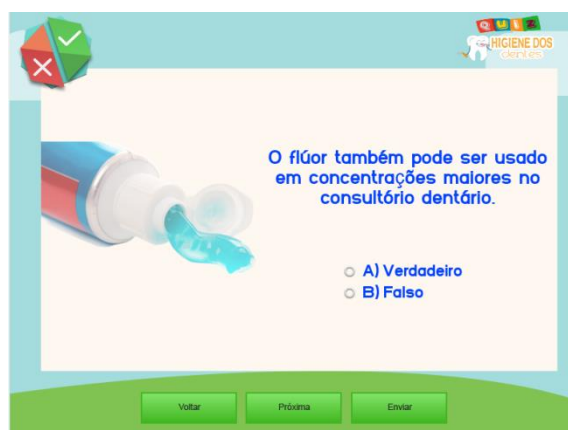 QUIZ
HIGIENE DOS
dentes
O flúor também pode ser usado
em concentrações maiores no
consultório dentário.
A) Verdadeiro
B) Falso
Voltar
Próxima
Enviar